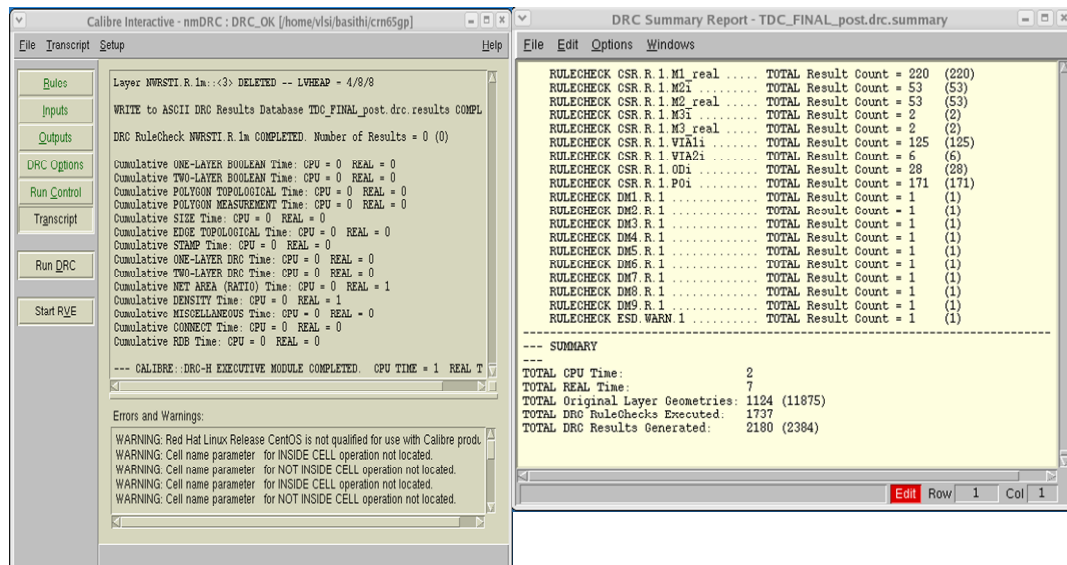 Calibre Interactive - nmDRC : DRC_OK [/home/vlsi/basithi/crn65gp]
File Transcript Setup Help
Rules
Inputs
Outputs
DRC Options
Run Control
Transcript
Run DRC
Start RVE
Layer NWRSTI.R.1m::<3> DELETED -- LVHEAP = 4/8/8
WRITE to ASCII DRC Results Database TDC_FINAL_post.drc.results COMPL
DRC RuleCheck NWRSTI.R.1m COMPLETED. Number of Results = 0 (0)
Cumulative ONE-LAYER BOOLEAN Time: CPU = 0 REAL = 0
Cumulative TWO-LAYER BOOLEAN Time: CPU = 0 REAL = 0
Cumulative POLYGON TOPOLOGICAL Time: CPU = 0 REAL = 0
Cumulative POLYGON MEASUREMENT Time: CPU = 0 REAL = 0
Cumulative SIZE Time: CPU = 0 REAL = 0
Cumulative EDGE TOPOLOGICAL Time: CPU = 0 REAL = 0
Cumulative STAMP Time: CPU = 0 REAL = 0
Cumulative ONE-LAYER DRC Time: CPU = 0 REAL = 0
Cumulative TWO-LAYER DRC Time: CPU = 0 REAL = 0
Cumulative NET AREA (RATIO) Time: CPU = 0 REAL = 1
Cumulative DENSITY Time: CPU = 0 REAL = 1
Cumulative MISCELLANEOUS Time: CPU = 0 REAL = 0
Cumulative CONNECT Time: CPU = 0 REAL = 0
Cumulative RDB Time: CPU = 0 REAL = 0
--- CALIBRE::DRC-H EXECUTIVE MODULE COMPLETED. CPU TIME = 1 REAL T
Errors and Warnings:
WARNING: Red Hat Linux Release CentOS is not qualified for use with Calibre produ
WARNING: Cell name parameter for INSIDE CELL operation not located.
WARNING: Cell name parameter for NOT INSIDE CELL operation not located.
WARNING: Cell name parameter for INSIDE CELL operation not located.
WARNING: Cell name parameter for NOT INSIDE CELL operation not located.
DRC Summary Report - TDC_FINAL_post.drc.summary
File Edit Options Windows
RULECHECK CSR.R.1.M1_real ..... TOTAL Result Count = 220 (220)
RULECHECK CSR.R.1.M2i ......... TOTAL Result Count = 53 (53)
RULECHECK CSR.R.1.M2_real ..... TOTAL Result Count = 53 (53)
RULECHECK CSR.R.1.M3i ......... TOTAL Result Count = 2 (2)
RULECHECK CSR.R.1.M3_real ..... TOTAL Result Count = 2 (2)
RULECHECK CSR.R.1.VIA1i ....... TOTAL Result Count = 125 (125)
RULECHECK CSR.R.1.VIA2i ....... TOTAL Result Count = 6 (6)
RULECHECK CSR.R.1.ODi ......... TOTAL Result Count = 28 (28)
RULECHECK CSR.R.1.POi ......... TOTAL Result Count = 171 (171)
RULECHECK DM1.R.1 ............. TOTAL Result Count = 1 (1)
RULECHECK DM2.R.1 ............. TOTAL Result Count = 1 (1)
RULECHECK DM3.R.1 ............. TOTAL Result Count = 1 (1)
RULECHECK DM4.R.1 ............. TOTAL Result Count = 1 (1)
RULECHECK DM5.R.1 ............. TOTAL Result Count = 1 (1)
RULECHECK DM6.R.1 ............. TOTAL Result Count = 1 (1)
RULECHECK DM7.R.1 ............. TOTAL Result Count = 1 (1)
RULECHECK DM8.R.1 ............. TOTAL Result Count = 1 (1)
RULECHECK DM9.R.1 ............. TOTAL Result Count = 1 (1)
RULECHECK ESD.WARN.1 .......... TOTAL Result Count = 1 (1)
--- SUMMARY
---
TOTAL CPU Time: 2
TOTAL REAL Time: 7
TOTAL Original Layer Geometries: 1124 (11875)
TOTAL DRC RuleChecks Executed: 1737
TOTAL DRC Results Generated: 2180 (2384)
Edit Row 1 Col 1